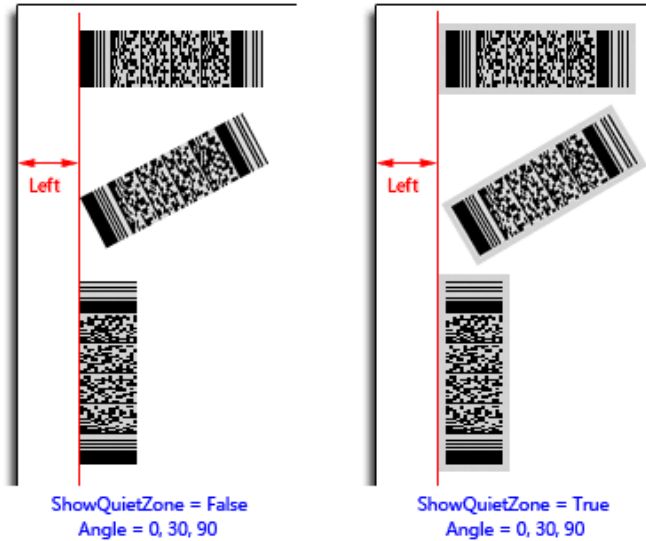 Left
ShowQuietZone = False
Angle = 0, 30, 90
Left
ShowQuietZone = True
Angle = 0, 30, 90